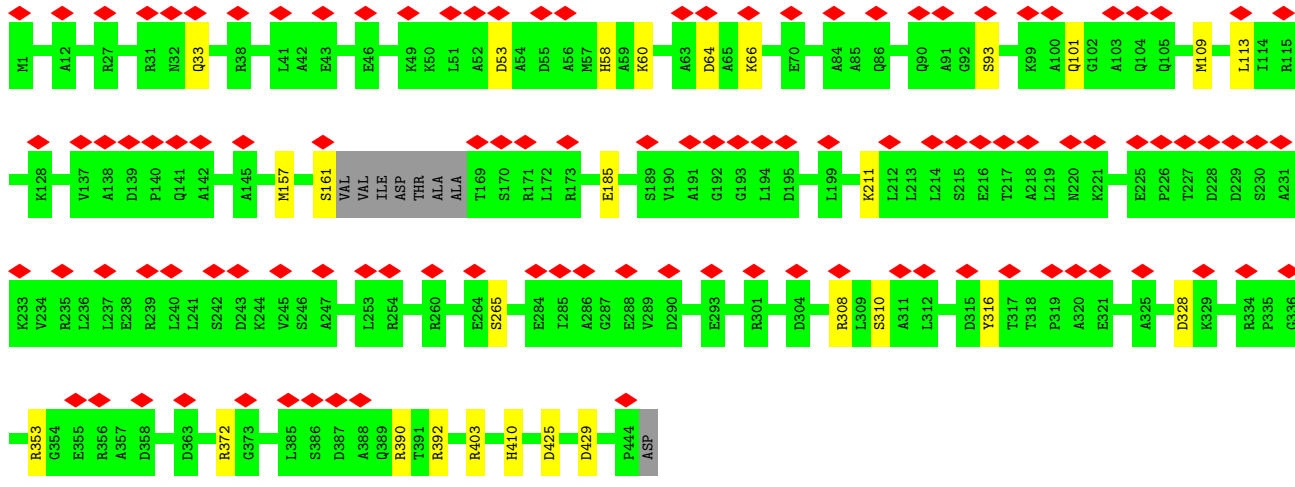 M1 A12 R27 R31 N32 Q33 R38 L41 A42 E43 E46 K49 K50 L51 A52 D53 A54 D55 A56 M57 H58 A59 K60 A63 D64 A65 K66 E70 A84 A85 Q86 Q90 A91 G92 S93 K99 A100 Q101 G102 A103 Q104 Q105 M109 L113 I114 R115
K128 V137 A138 D139 P140 Q141 A142 A145 M157 S161 VAL VAL ILE ASP THR ALA ALA T169 S170 R171 L172 R173 E185 S189 V190 A191 G192 G193 L194 D195 L199 K211 L212 L213 L214 S215 E216 T217 A218 L219 N220 K221 E225 P226 T227 D228 D229 S230 A231
K233 V234 R235 L236 L237 E238 R239 L240 L241 S242 D243 K244 V245 S246 A247 L253 R254 R260 E264 S265 E284 I285 A286 G287 E288 V289 D290 E293 R301 D304 R308 L309 S310 A311 L312 D315 Y316 T317 T318 P319 A320 E321 A325 D328 K329 R334 P335 G336
R353 G354 E355 R356 A357 D358 D363 R372 G373 L385 S386 D387 A388 Q389 R390 T391 R392 R403 H410 D425 D429 P444 ASP